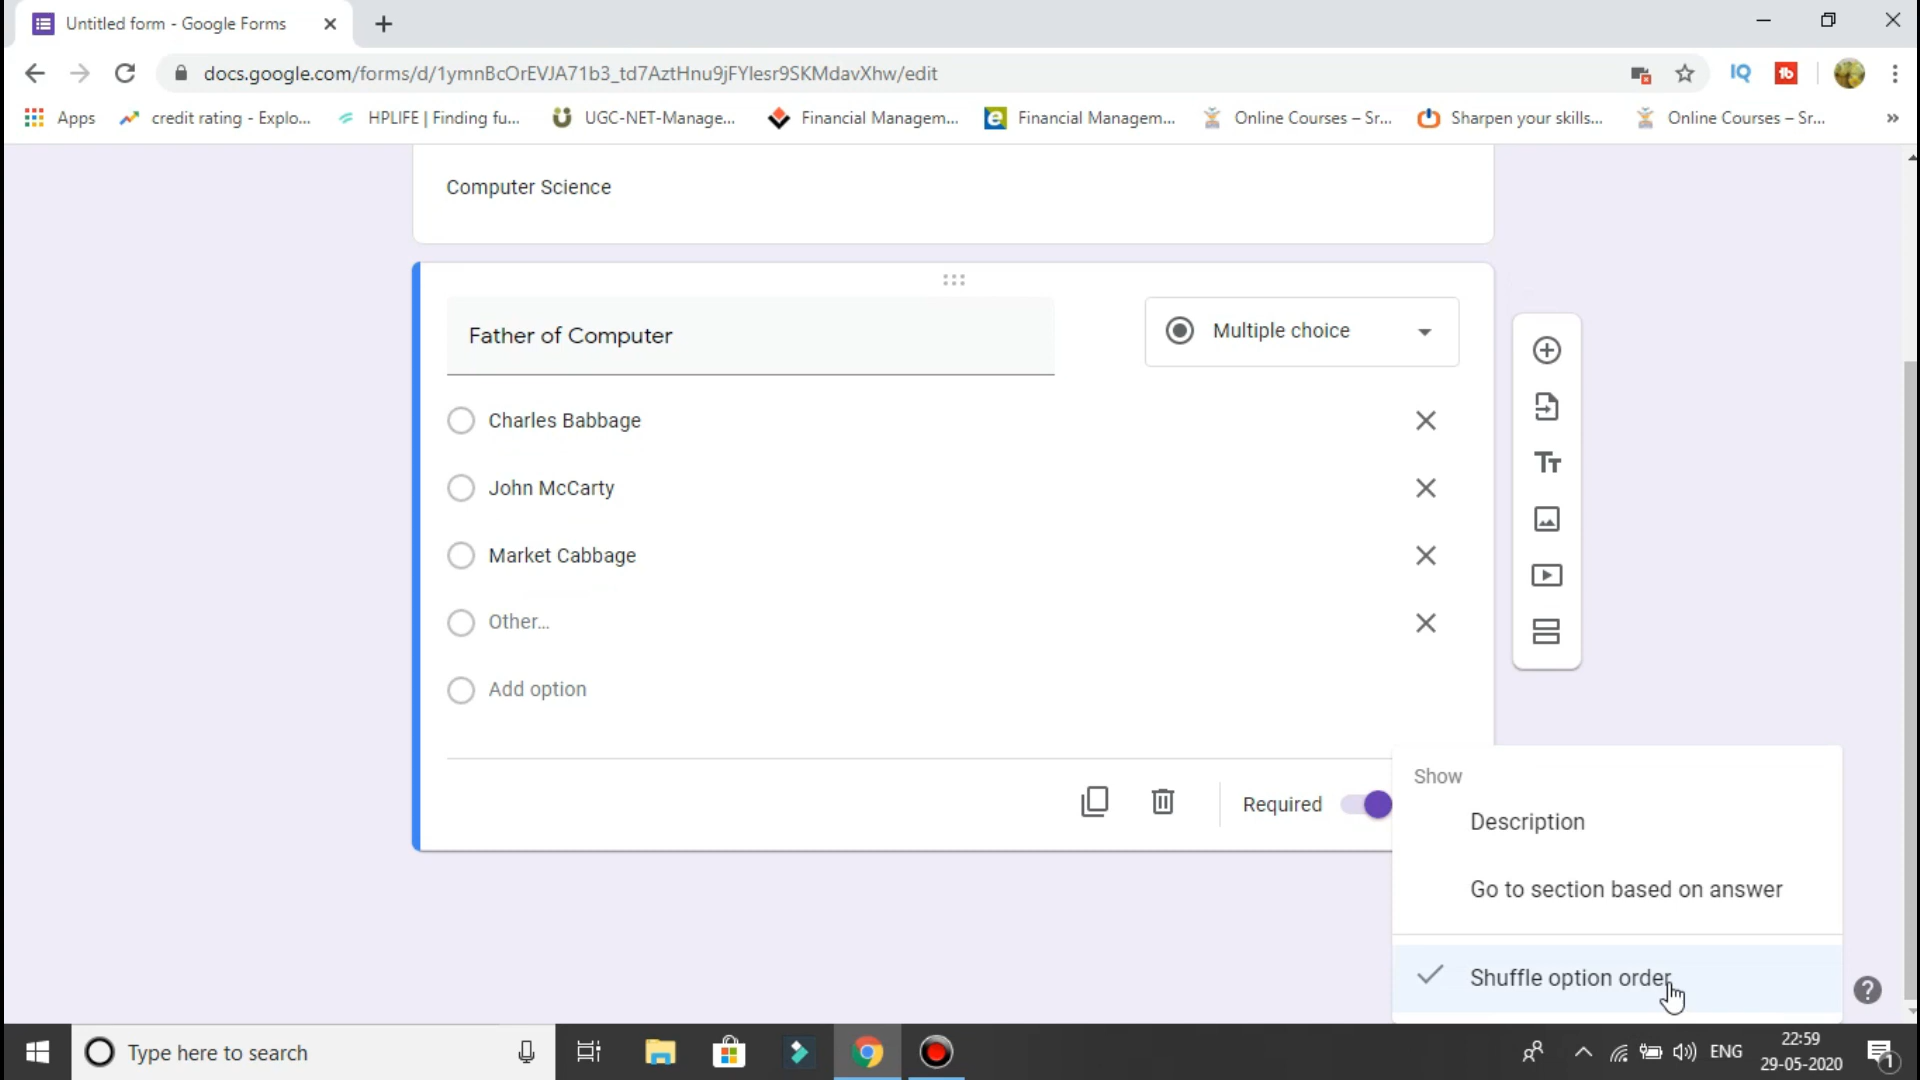 Untitled form - Google Forms
docs.google.com/forms/d/1ymnBcOrEVJA71b3_td7AztHnu9jFYlesr9SKMdavXhw/edit
IQ
tb
Apps
credit rating - Explo...
HPLIFE | Finding fu...
UGC-NET-Manage...
Financial Managem...
Financial Managem...
Online Courses – Sr...
Sharpen your skills...
Online Courses – Sr...
»
Computer Science
Father of Computer
Multiple choice
Charles Babbage
John McCarty
Market Cabbage
Other...
Add option
Required
Show
Description
Go to section based on answer
Shuffle option order
Type here to search
ENG
22:59
29-05-2020
1